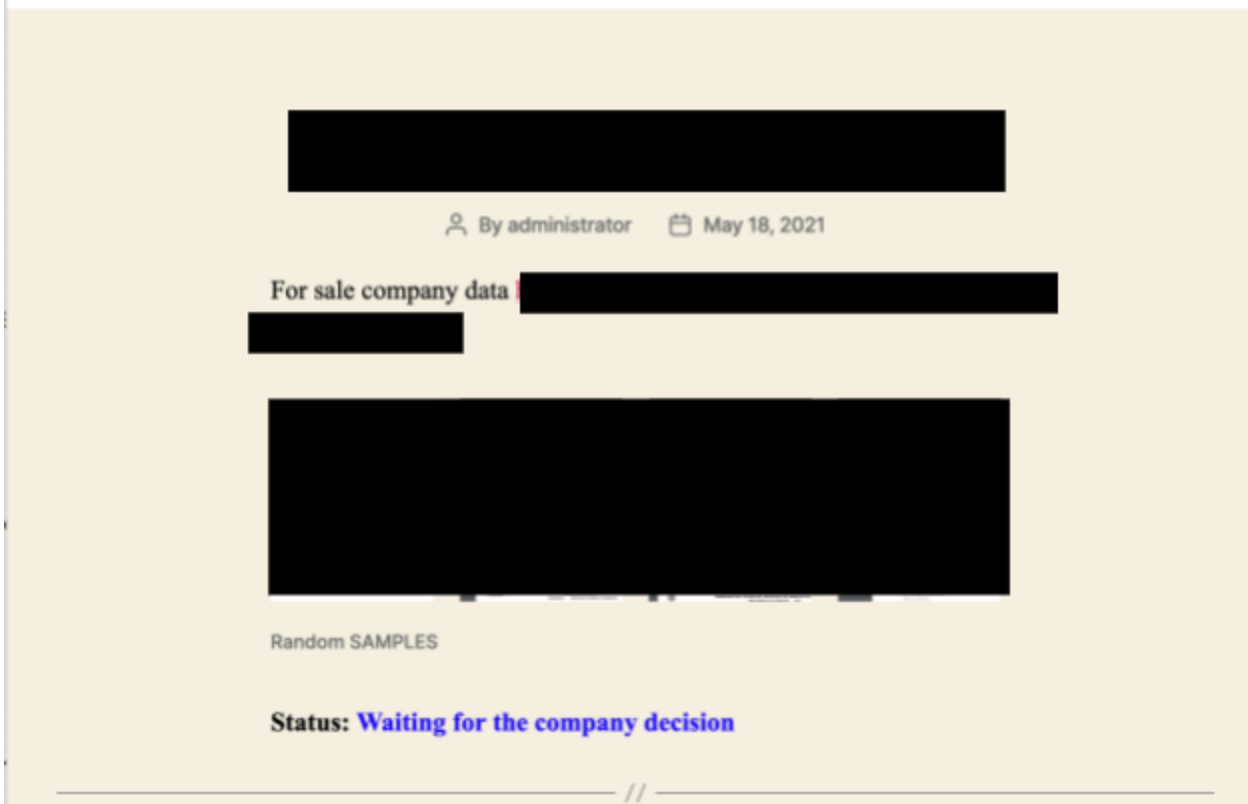 By administrator May 18, 2021
For sale company data
Random SAMPLES
Status: Waiting for the company decision
//